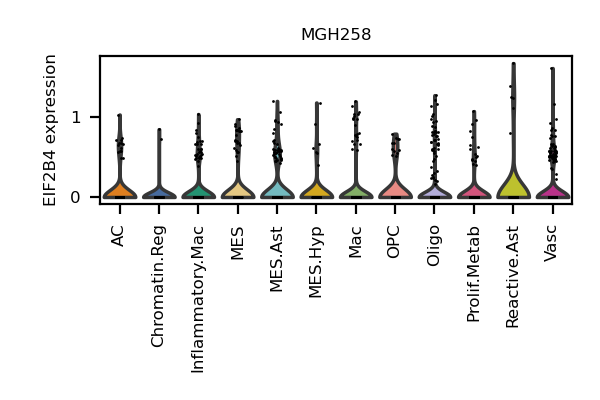 MGH258
EIF2B4 expression
1
0
AC
Chromatin.Reg
Inflammatory.Mac
MES
MES.Ast
MES.Hyp
Mac
OPC
Oligo
Prolif.Metab
Reactive.Ast
Vasc